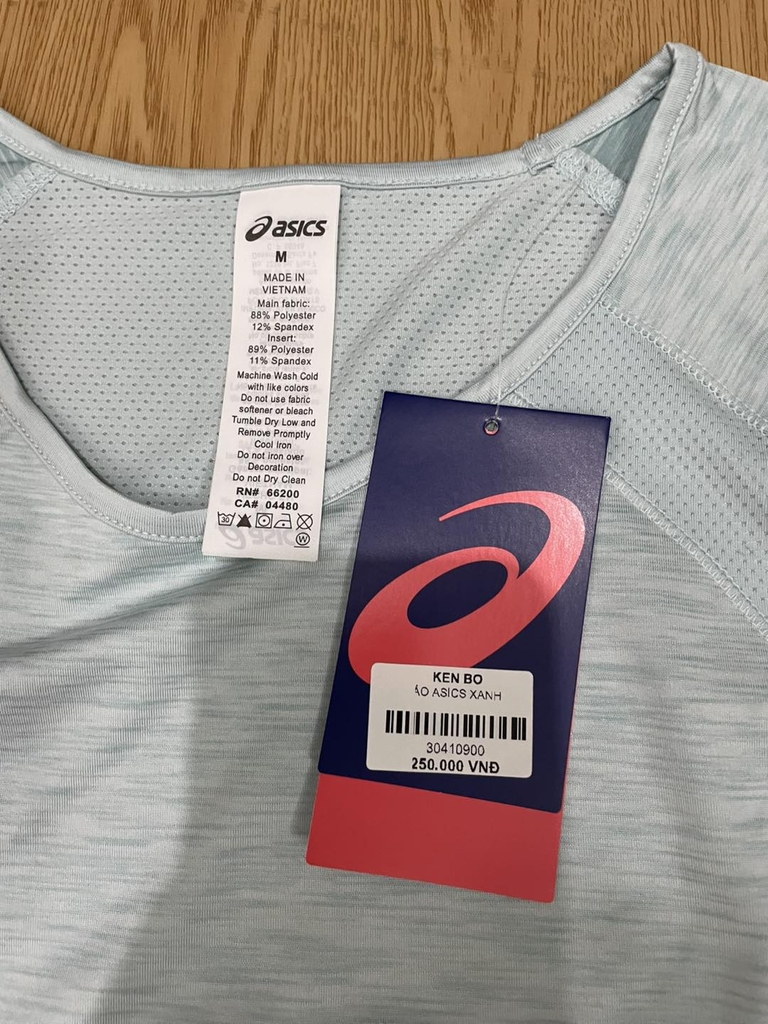 asics
M
MADE IN
VIETNAM
Main fabric:
88% Polyester
12% Spandex
Insert:
89% Polyester
11% Spandex
Machine Wash Cold
with like colors
Do not use fabric
softener or bleach
Tumble Dry Low and
Remove Promptly
Cool Iron
Do not iron over
Decoration
Do not Dry Clean
RN# 66200
CA# 04480
30
W
KEN BO
ÁO ASICS XANH
30410900
250.000 VNĐ